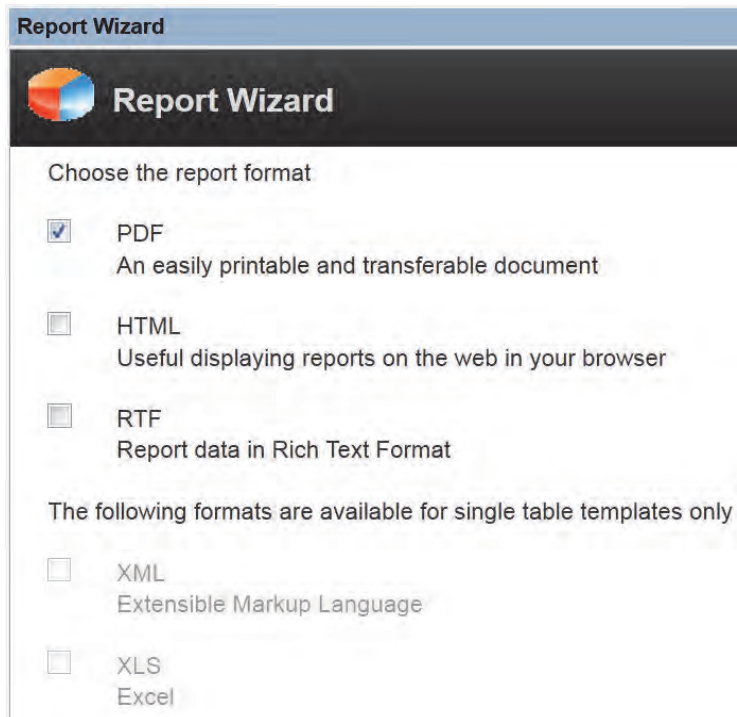 Report Wizard
Report Wizard
Choose the report format
PDF
An easily printable and transferable document
HTML
Useful displaying reports on the web in your browser
RTF
Report data in Rich Text Format
The following formats are available for single table templates only
XML
Extensible Markup Language
XLS
Excel